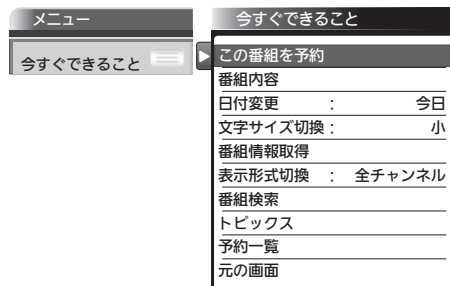 メニュー
今すぐできること
今すぐできること
この番組を予約
番組内容
日付変更 : 今日
文字サイズ切換 : 小
番組情報取得
表示形式切換 : 全チャンネル
番組検索
トピックス
予約一覧
元の画面